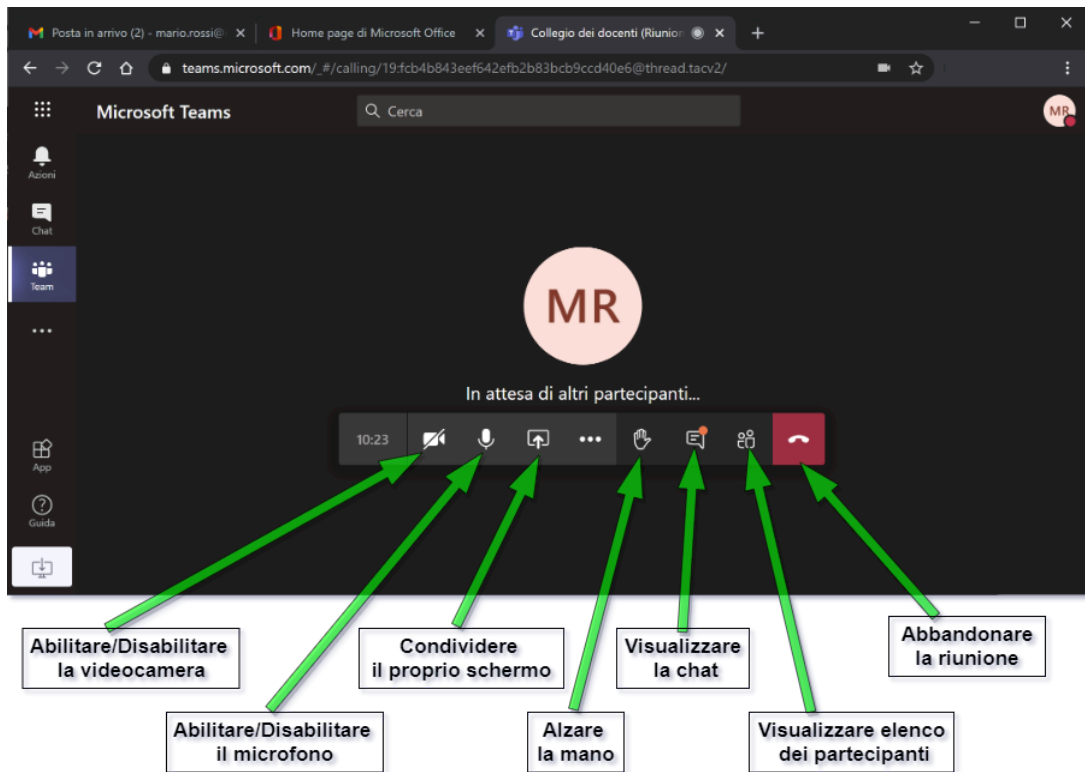 Posta in arrivo (2) - mario.rossi@
Home page di Microsoft Office
Collegio dei docenti (Riunion
teams.microsoft.com/_#/calling/19:fcb4b843eef642efb2b83bcb9ccd40e6@thread.tacv2/
Microsoft Teams
Cerca
MR
Azioni
Chat
Team
MR
In attesa di altri partecipanti...
10:23
App
Guida
Abilitare/Disabilitare
la videocamera
Condividere
il proprio schermo
Visualizzare
la chat
Abbandonare
la riunione
Abilitare/Disabilitare
il microfono
Alzare
la mano
Visualizzare elenco
dei partecipanti